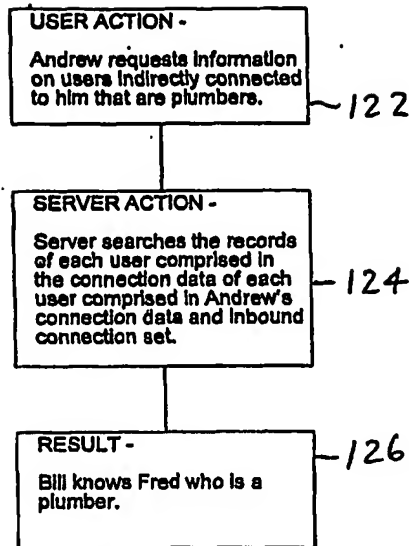 USER ACTION -
Andrew requests information
on users indirectly connected
to him that are plumbers.
122
SERVER ACTION -
Server searches the records
of each user comprised in
the connection data of each
user comprised in Andrew's
connection data and inbound
connection set.
124
RESULT -
Bill knows Fred who is a
plumber.
126